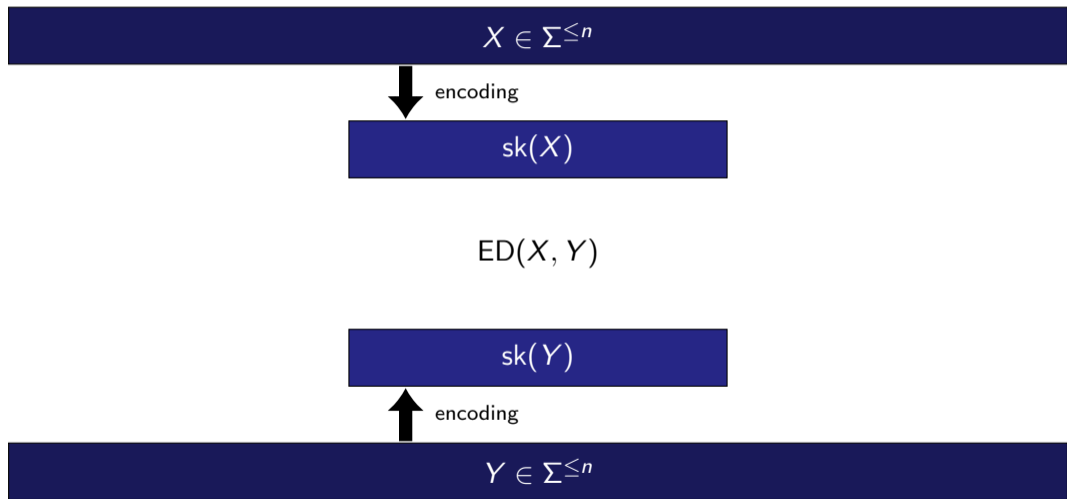 X ∈ Σ^{≤n}
encoding
sk(X)
ED(X, Y)
sk(Y)
encoding
Y ∈ Σ^{≤n}